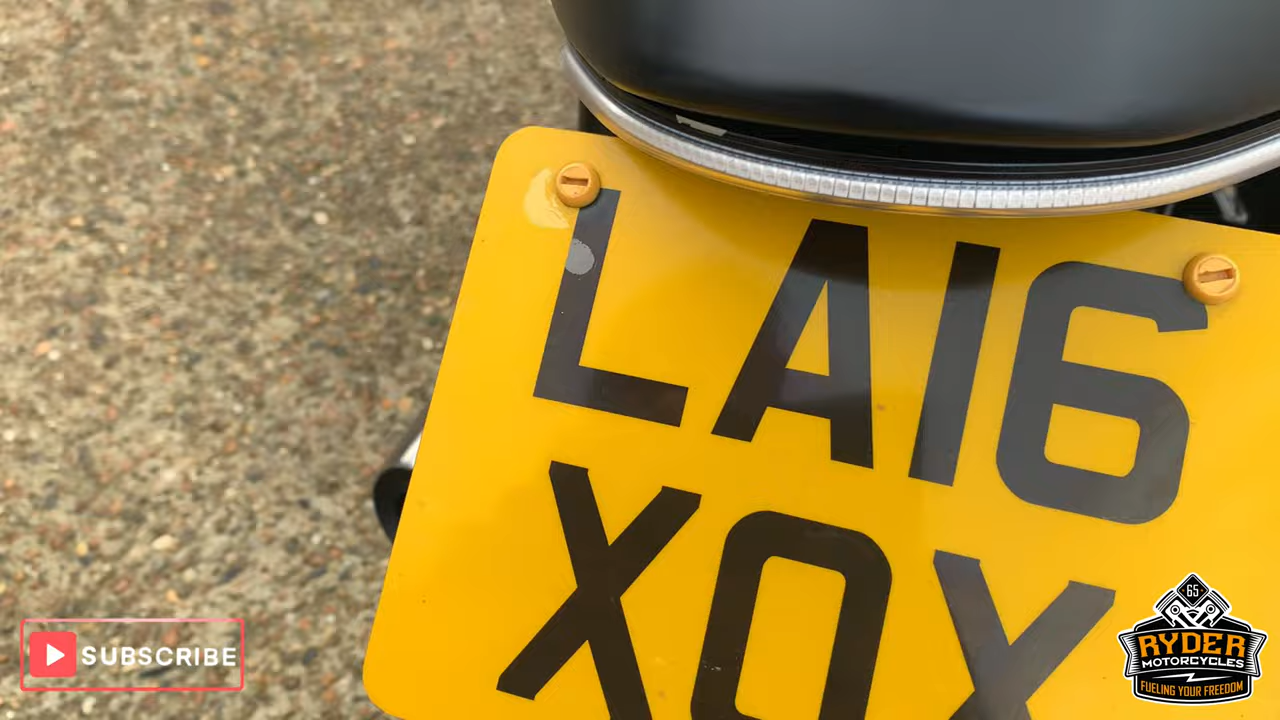 LA16
XOX
SUBSCRIBE
65
RYDER
MOTORCYCLES
FUELING YOUR FREEDOM